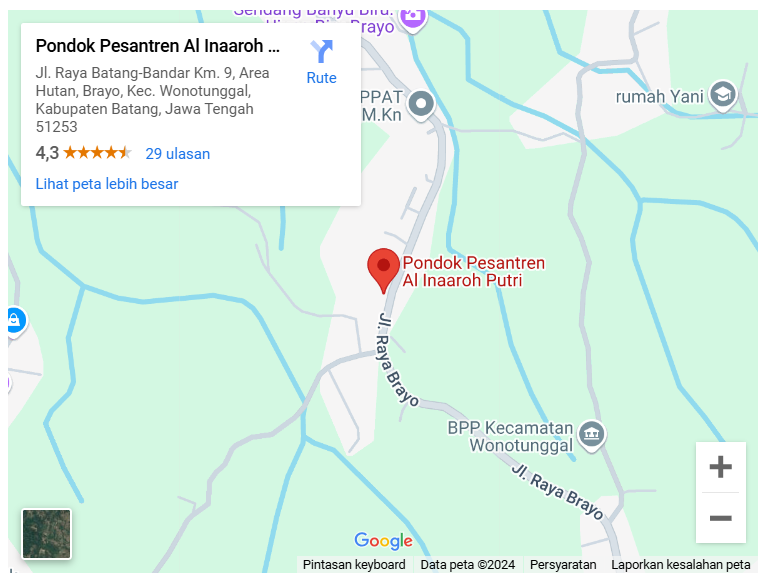 Sendang Banyu Biru.
Brayo
Pondok Pesantren Al Inaaroh ...
Rute
Jl. Raya Batang-Bandar Km. 9, Area
Hutan, Brayo, Kec. Wonotunggal,
Kabupaten Batang, Jawa Tengah
51253
4,3
29 ulasan
Lihat peta lebih besar
PPAT
M.Kn
rumah Yani
Pondok Pesantren
Al Inaaroh Putri
Jl. Raya Brayo
BPP Kecamatan
Wonotunggal
Jl. Raya Brayo
Google
Pintasan keyboard
Data peta ©2024
Persyaratan
Laporkan kesalahan peta